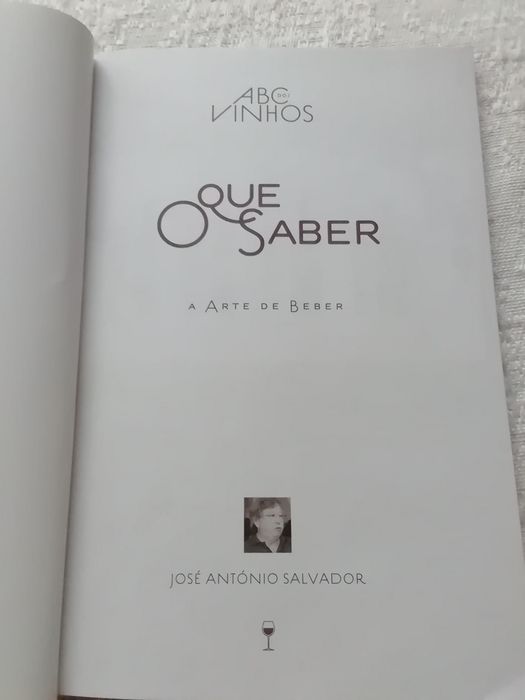 ABC DOS
VINHOS
O QUE
SABER
A ARTE DE BEBER
JOSÉ ANTÓNIO SALVADOR